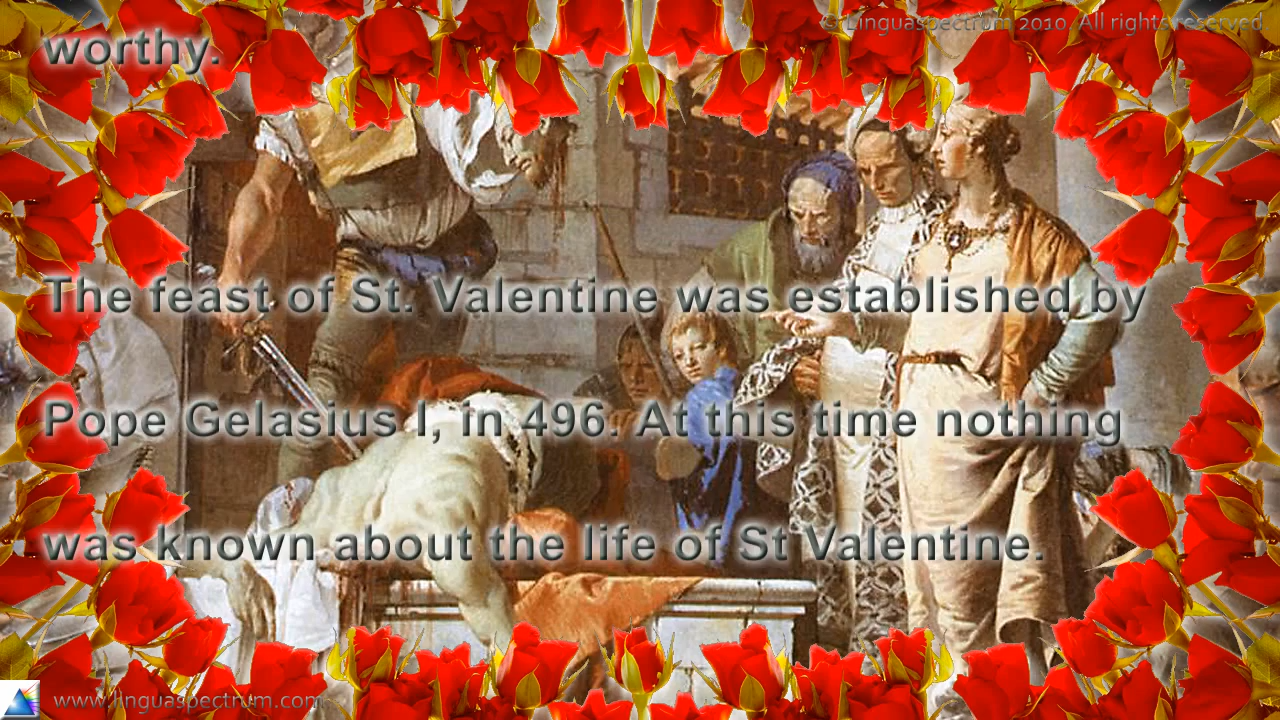 © Linguaspectrum 2010. All rights reserved
worthy.
The feast of St. Valentine was established by
Pope Gelasius I, in 496. At this time nothing
was known about the life of St Valentine.
www.linguaspectrum.com